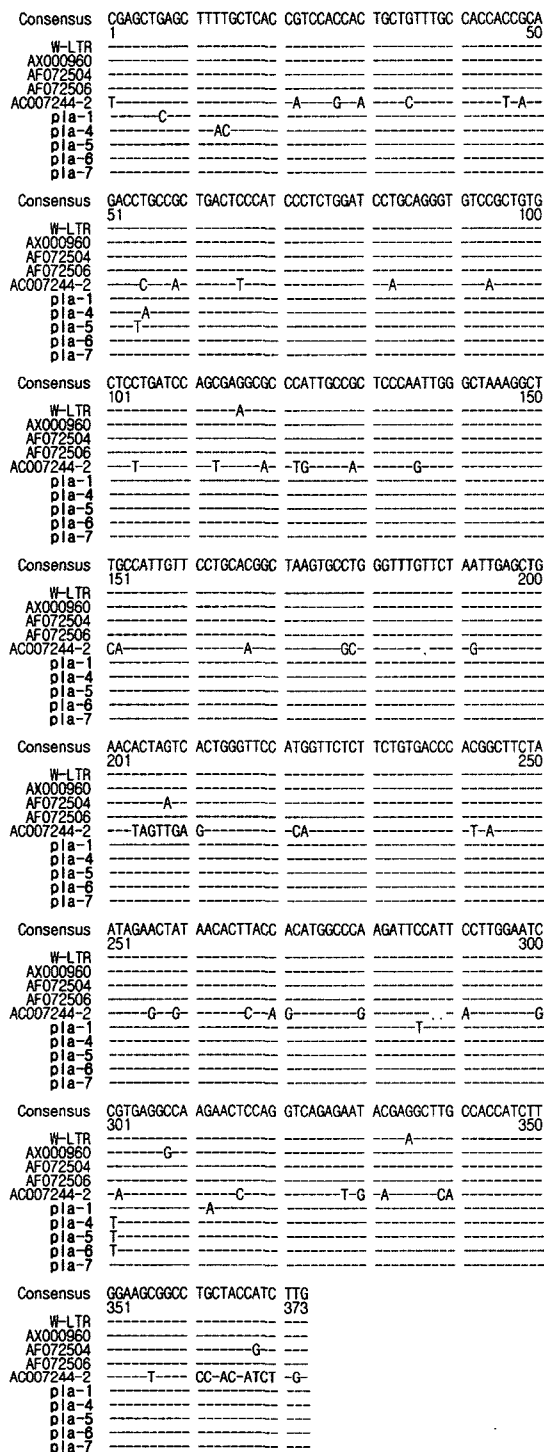 Consensus CGAGCTGAGC TTTTGCTCAC CGTCCACCAC TGCTGTTTGC CACCACCGCA
1 50
W-LTR ---------- ---------- ---------- ---------- ----------
AX000960 ---------- ---------- ---------- ---------- ----------
AF072504 ---------- ---------- ---------- ---------- ----------
AF072506 ---------- ---------- ---------- ---------- ----------
AC007244-2 T--------- ---------- -A----G--A ----C----- -----T-A--
pla-1 ------C--- ---------- ---------- ---------- ----------
pla-4 ---------- --AC------ ---------- ---------- ----------
pla-5 ---------- ---------- ---------- ---------- ----------
pla-6 ---------- ---------- ---------- ---------- ----------
pla-7 ---------- ---------- ---------- ---------- ----------
Consensus GACCTGCCGC TGACTCCCAT CCCTCTGGAT CCTGCAGGGT GTCCGCTGTG
51 100
W-LTR ---------- ---------- ---------- ---------- ----------
AX000960 ---------- ---------- ---------- ---------- ----------
AF072504 ---------- ---------- ---------- ---------- ----------
AF072506 ---------- ---------- ---------- ---------- ----------
AC007244-2 ----C---A- -----T---- ---------- --A------- ---A------
pla-1 ---------- ---------- ---------- ---------- ----------
pla-4 ----A----- ---------- ---------- ---------- ----------
pla-5 ---T------ ---------- ---------- ---------- ----------
pla-6 ---------- ---------- ---------- ---------- ----------
pla-7 ---------- ---------- ---------- ---------- ----------
Consensus CTCCTGATCC AGCGAGGCGC CCATTGCCGC TCCCAATTGG GCTAAAGGCT
101 150
W-LTR ---------- -----A---- ---------- ---------- ----------
AX000960 ---------- ---------- ---------- ---------- ----------
AF072504 ---------- ---------- ---------- ---------- ----------
AF072506 ---------- ---------- ---------- ---------- ----------
AC007244-2 ---T------ --T-----A- -TG-----A- -----G---- ----------
pla-1 ---------- ---------- ---------- ---------- ----------
pla-4 ---------- ---------- ---------- ---------- ----------
pla-5 ---------- ---------- ---------- ---------- ----------
pla-6 ---------- ---------- ---------- ---------- ----------
pla-7 ---------- ---------- ---------- ---------- ----------
Consensus TGCCATTGTT CCTGCACGGC TAAGTGCCTG GGTTTGTTCT AATTGAGCTG
151 200
W-LTR ---------- ---------- ---------- ---------- ----------
AX000960 ---------- ---------- ---------- ---------- ----------
AF072504 ---------- ---------- ---------- ---------- ----------
AF072506 ---------- ---------- ---------- ---------- ----------
AC007244-2 CA-------- ------A--- -------GC- ------.--- -G--------
pla-1 ---------- ---------- ---------- ---------- ----------
pla-4 ---------- ---------- ---------- ---------- ----------
pla-5 ---------- ---------- ---------- ---------- ----------
pla-6 ---------- ---------- ---------- ---------- ----------
pla-7 ---------- ---------- ---------- ---------- ----------
Consensus AACACTAGTC ACTGGGTTCC ATGGTTCTCT TCTGTGACCC ACGGCTTCTA
201 250
W-LTR ---------- ---------- ---------- ---------- ----------
AX000960 ---------- ---------- ---------- ---------- ----------
AF072504 -------A-- ---------- ---------- ---------- ----------
AF072506 ---------- ---------- ---------- ---------- ----------
AC007244-2 ---TAGTTGA G--------- -CA------- ---------- -T-A------
pla-1 ---------- ---------- ---------- ---------- ----------
pla-4 ---------- ---------- ---------- ---------- ----------
pla-5 ---------- ---------- ---------- ---------- ----------
pla-6 ---------- ---------- ---------- ---------- ----------
pla-7 ---------- ---------- ---------- ---------- ----------
Consensus ATAGAACTAT AACACTTACC ACATGGCCCA AGATTCCATT CCTTGGAATC
251 300
W-LTR ---------- ---------- ---------- ---------- ----------
AX000960 ---------- ---------- ---------- ---------- ----------
AF072504 ---------- ---------- ---------- ---------- ----------
AF072506 ---------- ---------- ---------- ---------- ----------
AC007244-2 -----G--G- ------C--A G--------G -------..- A--------G
pla-1 ---------- ---------- ---------- -----T---- ----------
pla-4 ---------- ---------- ---------- ---------- ----------
pla-5 ---------- ---------- ---------- ---------- ----------
pla-6 ---------- ---------- ---------- ---------- ----------
pla-7 ---------- ---------- ---------- ---------- ----------
Consensus CGTGAGGCCA AGAACTCCAG GTCAGAGAAT ACGAGGCTTG CCACCATCTT
301 350
W-LTR ---------- ---------- ---------- ----A----- ----------
AX000960 -------G-- ---------- ---------- ---------- ----------
AF072504 ---------- ---------- ---------- ---------- ----------
AF072506 ---------- ---------- ---------- ---------- ----------
AC007244-2 -A-------- -----C---- -------T-G -A------CA ----------
pla-1 ---------- -A-------- ---------- ---------- ----------
pla-4 T--------- ---------- ---------- ---------- ----------
pla-5 T--------- ---------- ---------- ---------- ----------
pla-6 T--------- ---------- ---------- ---------- ----------
pla-7 ---------- ---------- ---------- ---------- ----------
Consensus GGAAGCGGCC TGCTACCATC TTG
351 373
W-LTR ---------- ---------- ---
AX000960 ---------- ---------- ---
AF072504 ---------- -------G-- ---
AF072506 ---------- ---------- ---
AC007244-2 -----T---- CC-AC-ATCT -G-
pla-1 ---------- ---------- ---
pla-4 ---------- ---------- ---
pla-5 ---------- ---------- ---
pla-6 ---------- ---------- ---
pla-7 ---------- ---------- ---